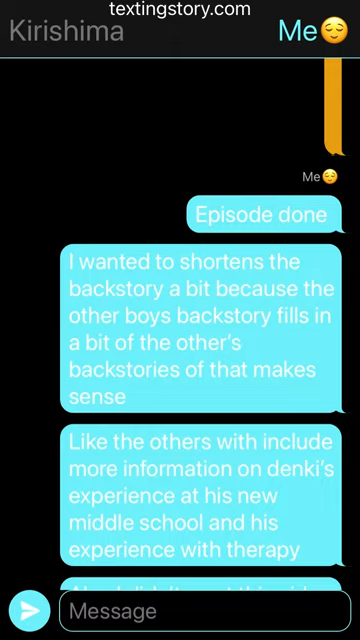 textingstory.com
Kirishima Me😌
Me😌
Episode done
I wanted to shortens the
backstory a bit because the
other boys backstory fills in
a bit of the other's
backstories of that makes
sense
Like the others with include
more information on denki's
experience at his new
middle school and his
experience with therapy
Message